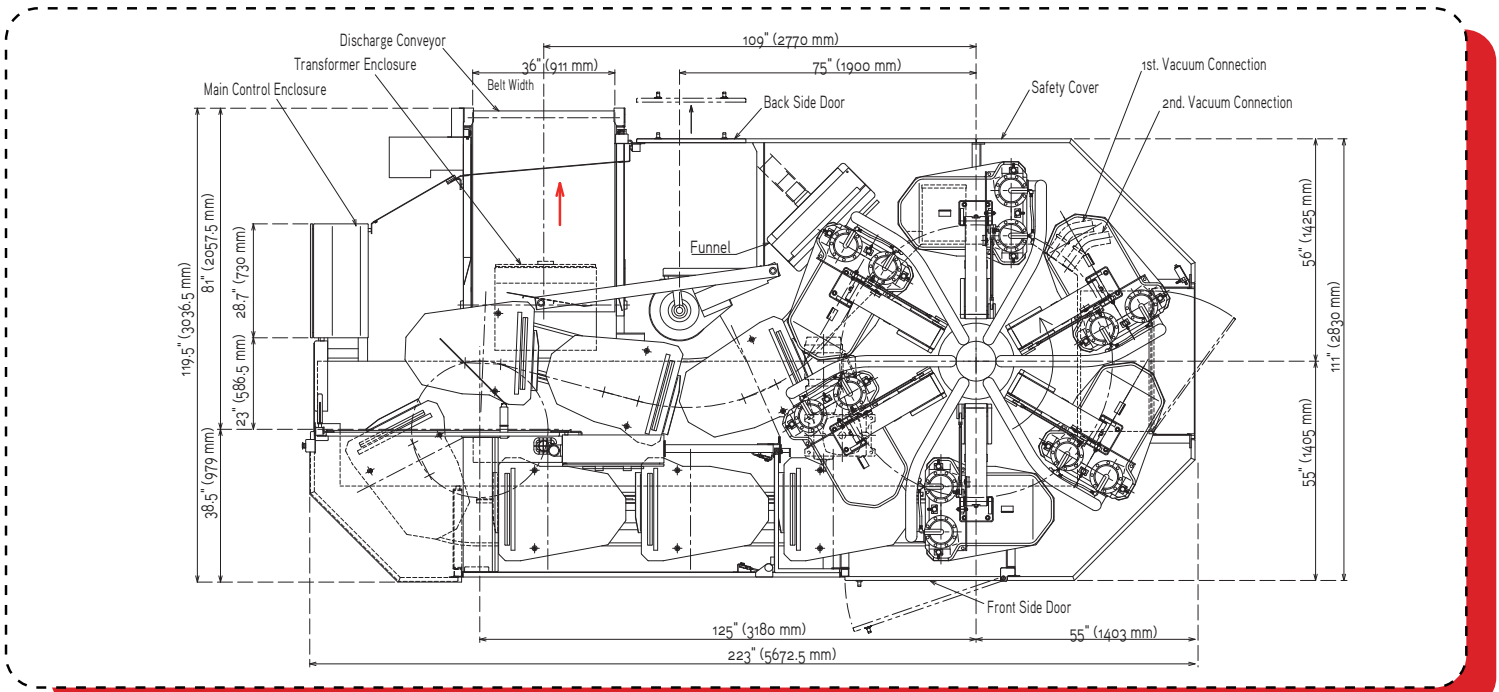 109" (2770 mm)
Discharge Conveyor
36" (911 mm)
75" (1900 mm)
Transformer Enclosure
1st. Vacuum Connection
Belt Width
Main Control Enclosure
Safety Cover
Back Side Door
2nd. Vacuum Connection
119.5" (3036.5 mm)
81" (2057.5 mm)
28.7" (730 mm)
23" (586.5 mm)
38.5" (979 mm)
Funnel
56" (1425 mm)
111" (2830 mm)
55" (1405 mm)
Front Side Door
125" (3180 mm)
55" (1403 mm)
223" (5672.5 mm)